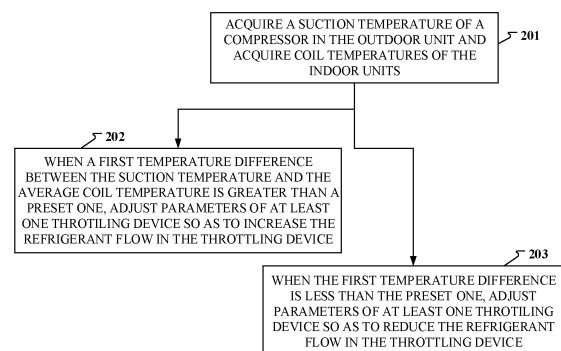 ACQUIRE A SUCTION TEMPERATURE OF A
COMPRESSOR IN THE OUTDOOR UNIT AND
ACQUIRE COIL TEMPERATURES OF THE
INDOOR UNITS
201
202
WHEN A FIRST TEMPERATURE DIFFERENCE
BETWEEN THE SUCTION TEMPERATURE AND THE
AVERAGE COIL TEMPERATURE IS GREATER THAN A
PRESET ONE, ADJUST PARAMETERS OF AT LEAST
ONE THROTILING DEVICE SO AS TO INCREASE THE
REFRIGERANT FLOW IN THE THROTTLING DEVICE
203
WHEN THE FIRST TEMPERATURE DIFFERENCE
IS LESS THAN THE PRESET ONE, ADJUST
PARAMETERS OF AT LEAST ONE THROTILING
DEVICE SO AS TO REDUCE THE REFRIGERANT
FLOW IN THE THROTTLING DEVICE